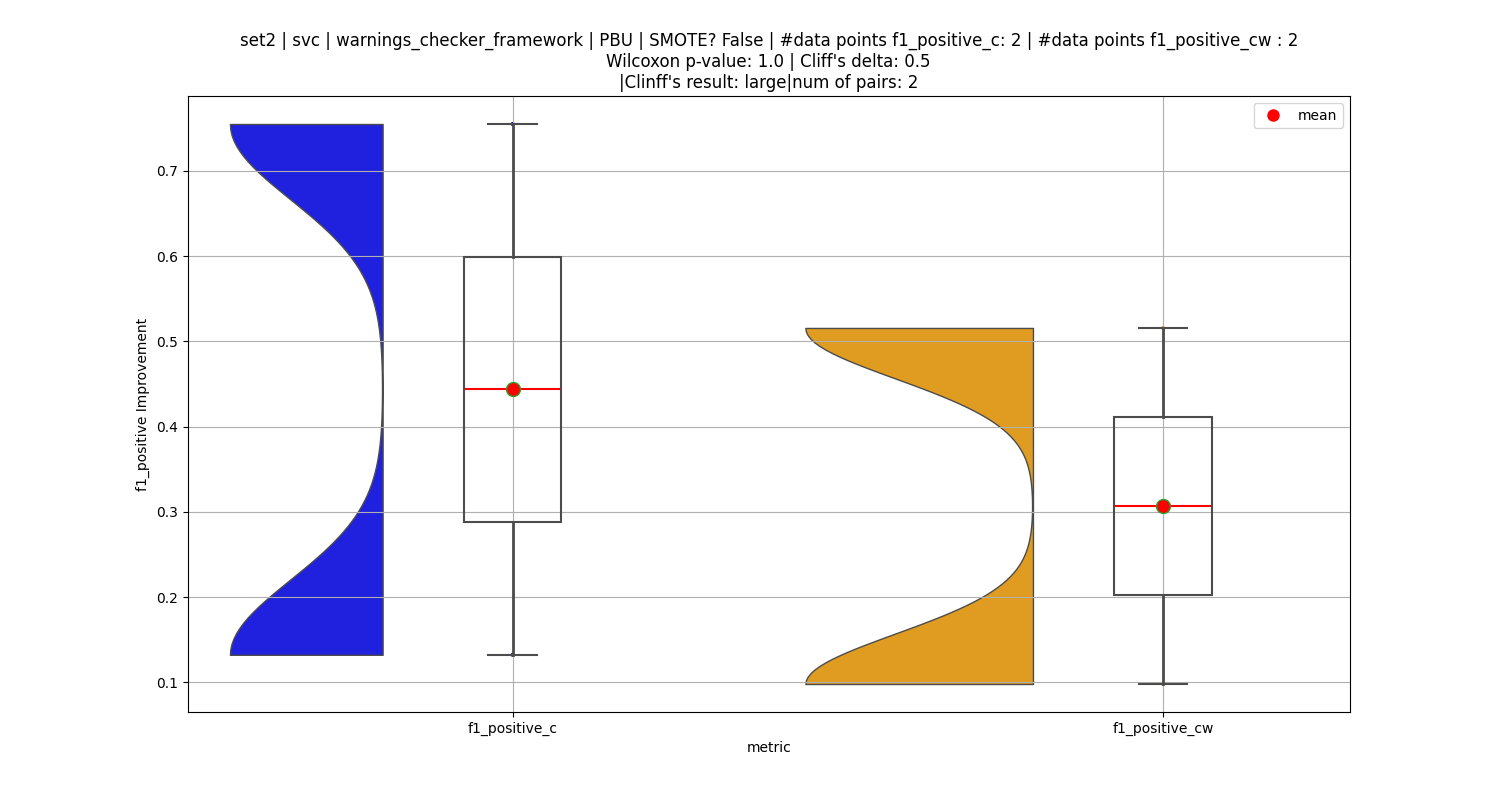 set2 | svc | warnings_checker_framework | PBU | SMOTE? False | #data points f1_positive_c: 2 | #data points f1_positive_cw : 2
Wilcoxon p-value: 1.0 | Cliff's delta: 0.5
|Clinff's result: large|num of pairs: 2
mean
0.7
0.6
0.5
0.4
0.3
0.2
0.1
f1_positive Improvement
f1_positive_c
f1_positive_cw
metric